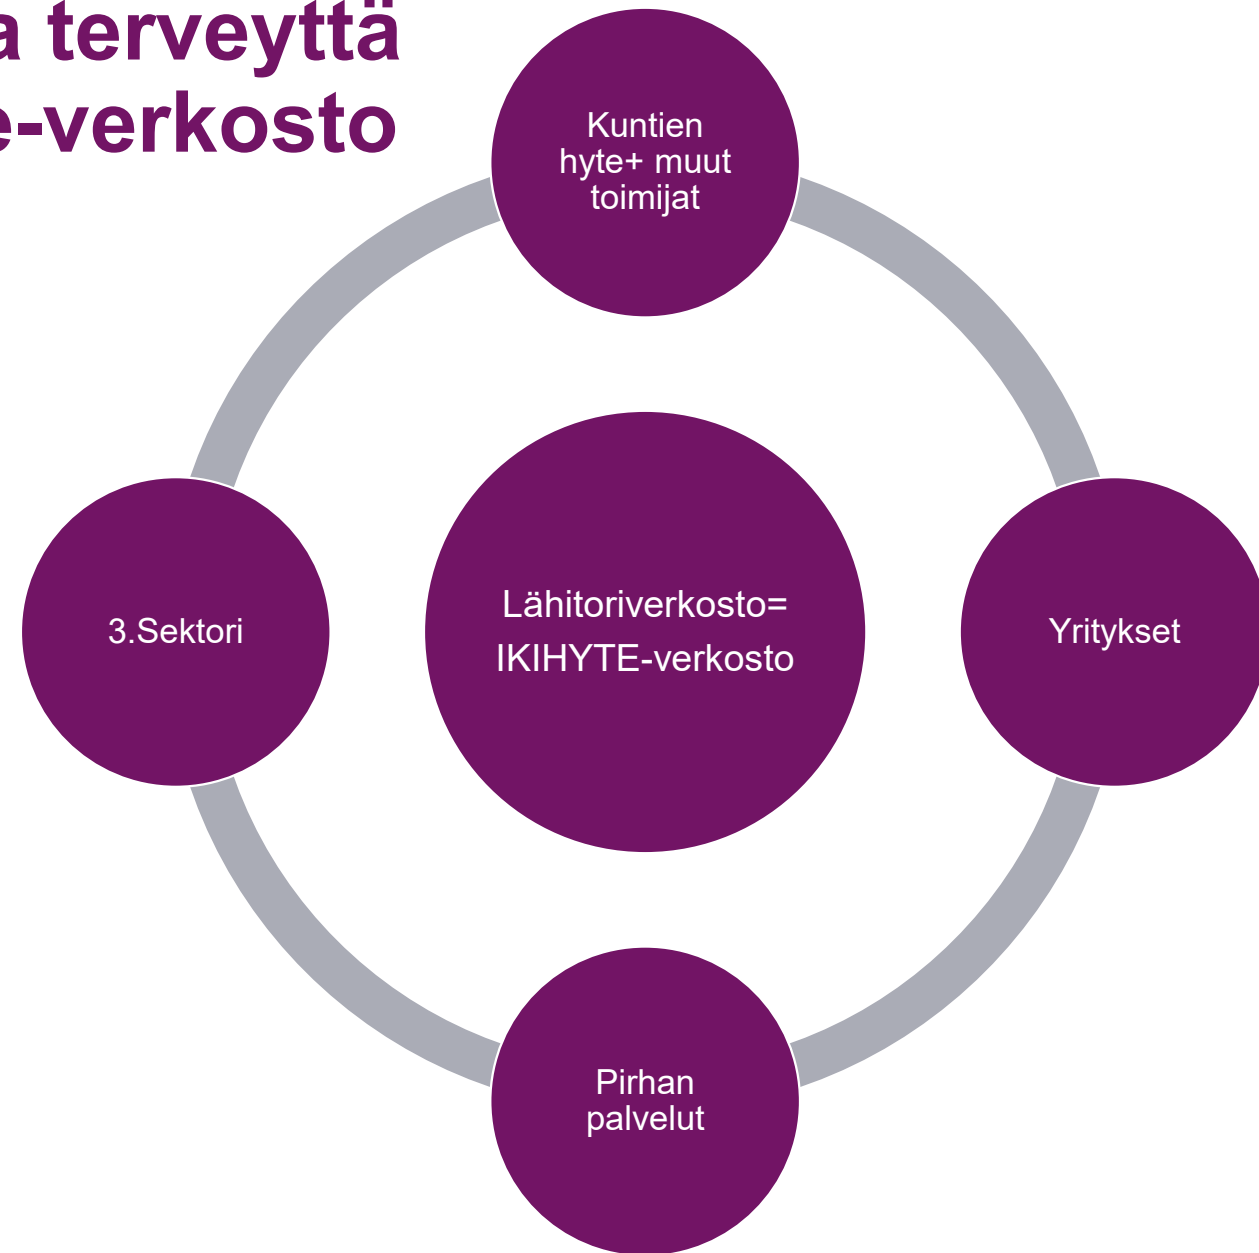 a terveyttä
e-verkosto
Kuntien
hyte+ muut
toimijat
3.Sektori
Lähitoriverkosto=
IKIHYTE-verkosto
Yritykset
Pirhan
palvelut